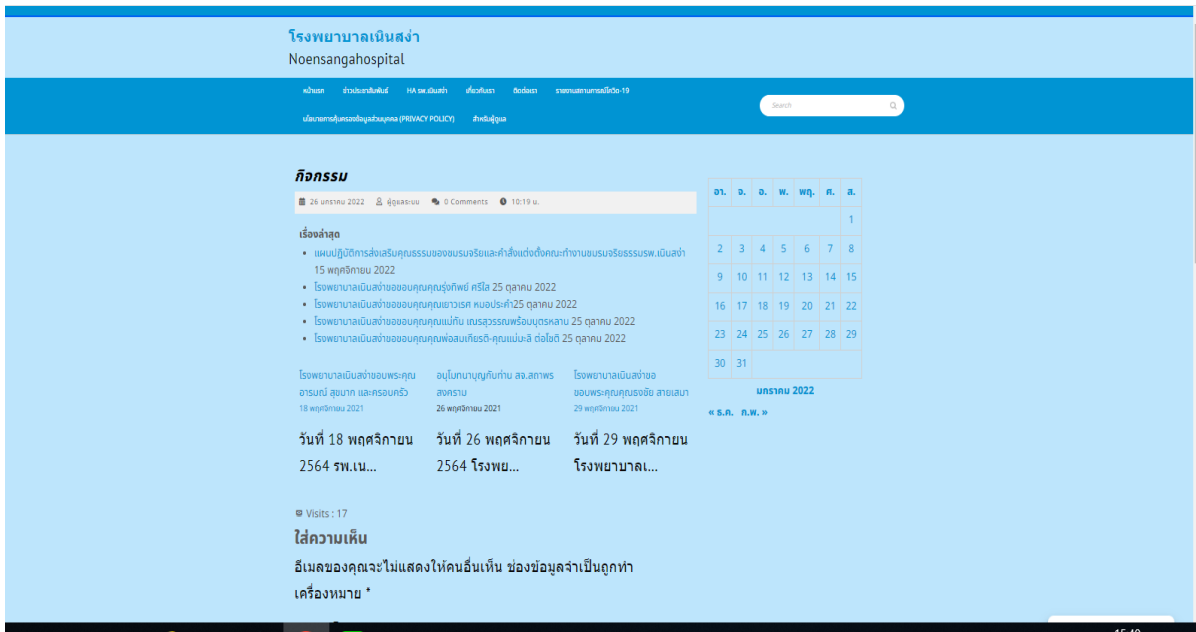 โรงพยาบาลเนินสง่า
Noensangahospital
หน้าแรก ข่าวประชาสัมพันธ์ HA รพ.เนินสง่า เกี่ยวกับเรา ติดต่อเรา รายงานสถานการณ์โควิด-19
นโยบายการคุ้มครองข้อมูลส่วนบุคคล (PRIVACY POLICY) สำหรับผู้ดูแล
Search
กิจกรรม
26 มกราคม 2022 ผู้ดูแลระบบ 0 Comments 10:19 น.
เรื่องล่าสุด
แผนปฏิบัติการส่งเสริมคุณธรรมของชมรมจริยและคำสั่งแต่งตั้งคณะทำงานชมรมจริยธรรมรพ.เนินสง่า
15 พฤศจิกายน 2022
โรงพยาบาลเนินสง่าขอขอบคุณคุณรุ่งทิพย์ ศรีใล 25 ตุลาคม 2022
โรงพยาบาลเนินสง่าขอขอบคุณคุณเยาวเรศ หมอประคำ25 ตุลาคม 2022
โรงพยาบาลเนินสง่าขอขอบคุณคุณแม่ทัน เณรสุวรรณพร้อมบุตรหลาน 25 ตุลาคม 2022
โรงพยาบาลเนินสง่าขอขอบคุณคุณพ่อสมเกียรติ-คุณแม่มะลิ ต่อโชติ 25 ตุลาคม 2022
โรงพยาบาลเนินสง่าขอบพระคุณ
อารมณ์ สุขมาก และครอบครัว
18 พฤศจิกายน 2021
วันที่ 18 พฤศจิกายน
2564 รพ.เน...
อนุโมทนาบุญกับท่าน สจ.สถาพร
สงคราม
26 พฤศจิกายน 2021
วันที่ 26 พฤศจิกายน
2564 โรงพย...
โรงพยาบาลเนินสง่าขอ
ขอบพระคุณคุณธงชัย สายเสมา
29 พฤศจิกายน 2021
วันที่ 29 พฤศจิกายน
โรงพยาบาลเ...
Visits : 17
ใส่ความเห็น
อีเมลของคุณจะไม่แสดงให้คนอื่นเห็น ช่องข้อมูลจำเป็นถูกทำ
เครื่องหมาย *
อา. จ. อ. พ. พฤ. ศ. ส.
1
2 3 4 5 6 7 8
9 10 11 12 13 14 15
16 17 18 19 20 21 22
23 24 25 26 27 28 29
30 31
มกราคม 2022
« ธ.ค. ก.พ. »